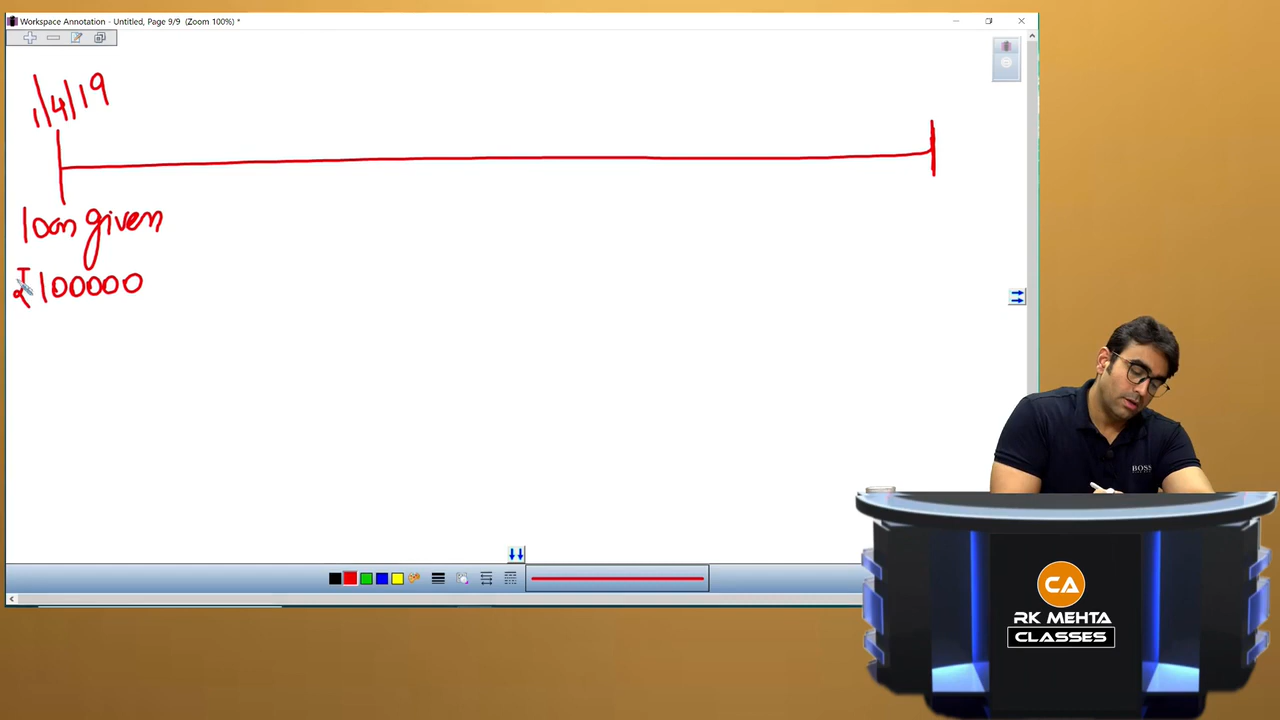 Workspace Annotation - Untitled, Page 9/9 (Zoom 100%) *
1/4/19
loan given
₹100000
BOSS
CA
RK MEHTA
CLASSES